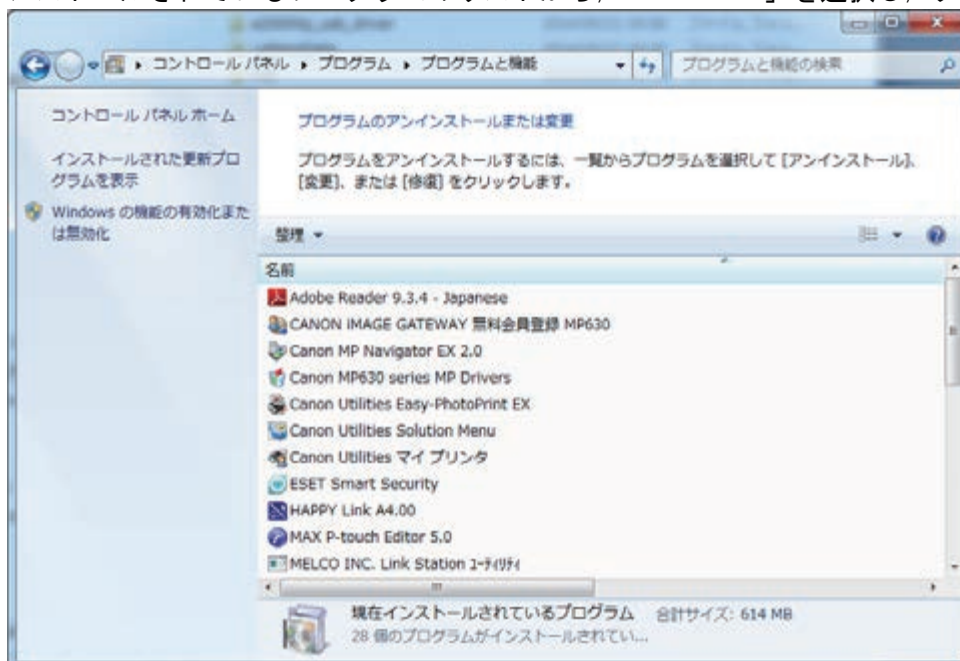 コントロール パネル ▸ プログラム ▸ プログラムと機能
プログラムと機能の検索
コントロール パネル ホーム
インストールされた更新プロ
グラムを表示
Windows の機能の有効化また
は無効化
プログラムのアンインストールまたは変更
プログラムをアンインストールするには、一覧からプログラムを選択して [アンインストール]、
[変更]、または [修復] をクリックします。
整理
名前
Adobe Reader 9.3.4 - Japanese
CANON iMAGE GATEWAY 無料会員登録 MP630
Canon MP Navigator EX 2.0
Canon MP630 series MP Drivers
Canon Utilities Easy-PhotoPrint EX
Canon Utilities Solution Menu
Canon Utilities マイ プリンタ
ESET Smart Security
HAPPY Link A4.00
MAX P-touch Editor 5.0
MELCO INC. Link Station ﾕｰﾃｨﾘﾃｨ
現在インストールされているプログラム 合計サイズ: 614 MB
28 個のプログラムがインストールされてい...